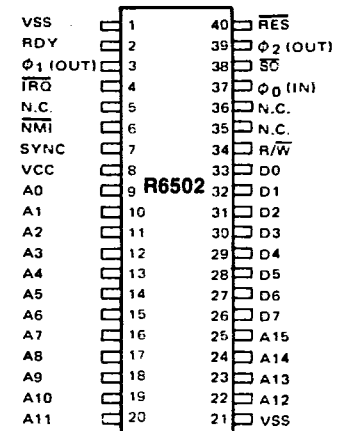 VSS 1 40 R̅E̅S̅
RDY 2 39 ϕ2 (OUT)
ϕ1 (OUT) 3 38 S̅O̅
I̅R̅Q̅ 4 37 ϕ0 (IN)
N.C. 5 36 N.C.
N̅M̅I̅ 6 35 N.C.
SYNC 7 34 R/W̅
VCC 8 33 D0
A0 9 R6502 32 D1
A1 10 31 D2
A2 11 30 D3
A3 12 29 D4
A4 13 28 D5
A5 14 27 D6
A6 15 26 D7
A7 16 25 A15
A8 17 24 A14
A9 18 23 A13
A10 19 22 A12
A11 20 21 VSS